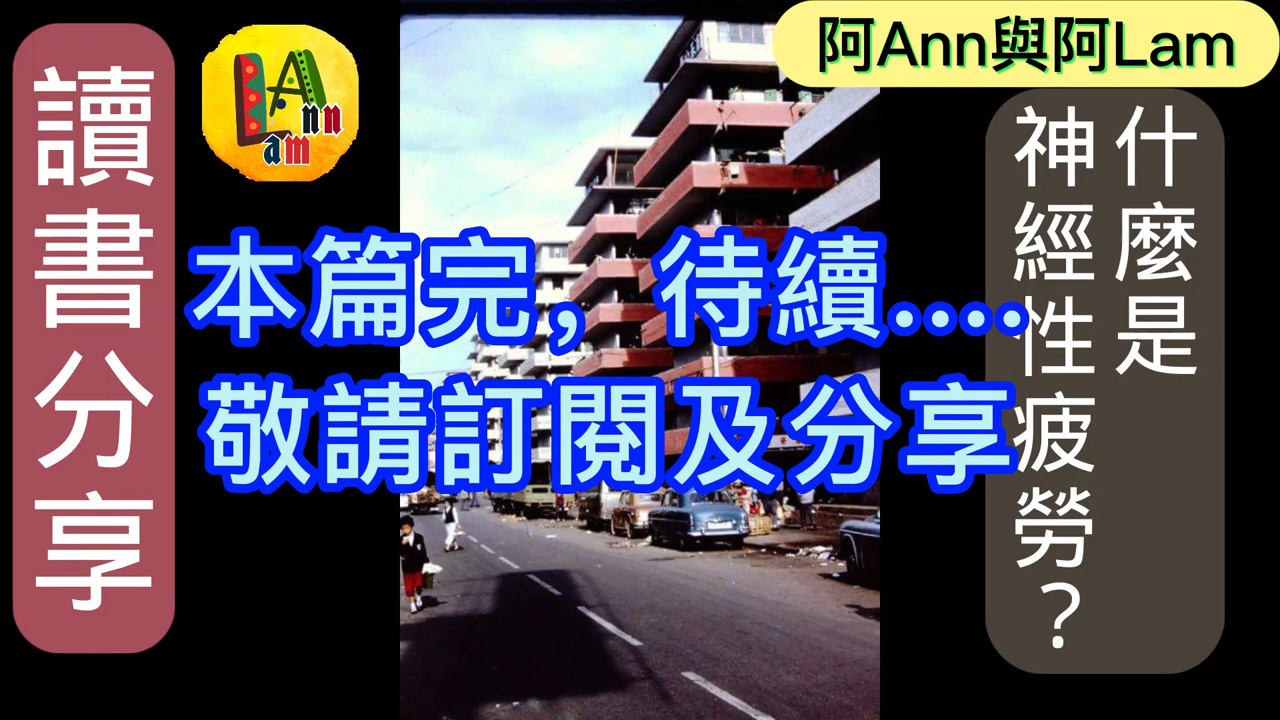 讀書分享
LAnn
am
阿Ann與阿Lam
什麼是
神經性疲勞？
本篇完，待續....
敬請訂閱及分享